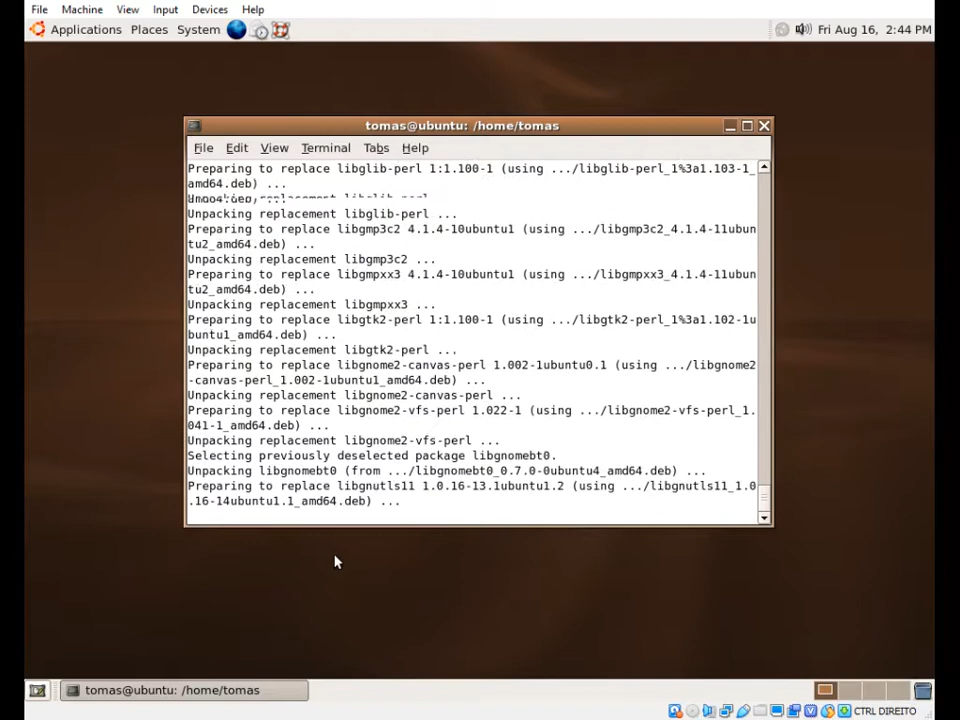 File Machine View Input Devices Help
Applications Places System Fri Aug 16, 2:44 PM
tomas@ubuntu: /home/tomas
File Edit View Terminal Tabs Help
Preparing to replace libglib-perl 1:1.100-1 (using .../libglib-perl_1%3a1.103-1_
amd64.deb) ...
Unpacking replacement libglib-perl ...
Preparing to replace libgmp3c2 4.1.4-10ubuntu1 (using .../libgmp3c2_4.1.4-11ubun
tu2_amd64.deb) ...
Unpacking replacement libgmp3c2 ...
Preparing to replace libgmpxx3 4.1.4-10ubuntu1 (using .../libgmpxx3_4.1.4-11ubun
tu2_amd64.deb) ...
Unpacking replacement libgmpxx3 ...
Preparing to replace libgtk2-perl 1:1.100-1 (using .../libgtk2-perl_1%3a1.102-1u
buntu1_amd64.deb) ...
Unpacking replacement libgtk2-perl ...
Preparing to replace libgnome2-canvas-perl 1.002-1ubuntu0.1 (using .../libgnome2
-canvas-perl_1.002-1ubuntu1_amd64.deb) ...
Unpacking replacement libgnome2-canvas-perl ...
Preparing to replace libgnome2-vfs-perl 1.022-1 (using .../libgnome2-vfs-perl_1.
041-1_amd64.deb) ...
Unpacking replacement libgnome2-vfs-perl ...
Selecting previously deselected package libgnomebt0.
Unpacking libgnomebt0 (from .../libgnomebt0_0.7.0-0ubuntu4_amd64.deb) ...
Preparing to replace libgnutls11 1.0.16-13.1ubuntu1.2 (using .../libgnutls11_1.0
.16-14ubuntu1.1_amd64.deb) ...
tomas@ubuntu: /home/tomas
CTRL DIREITO